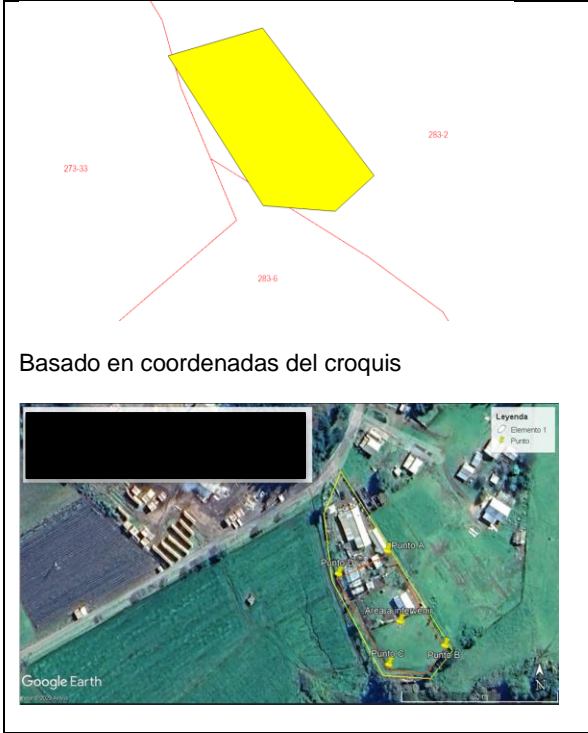 283-2
273-33
283-6
Basado en coordenadas del croquis
Leyenda
Elemento 1
Punto
Punto A
Area a intervenir
Punto B
Punto C
Google Earth
N